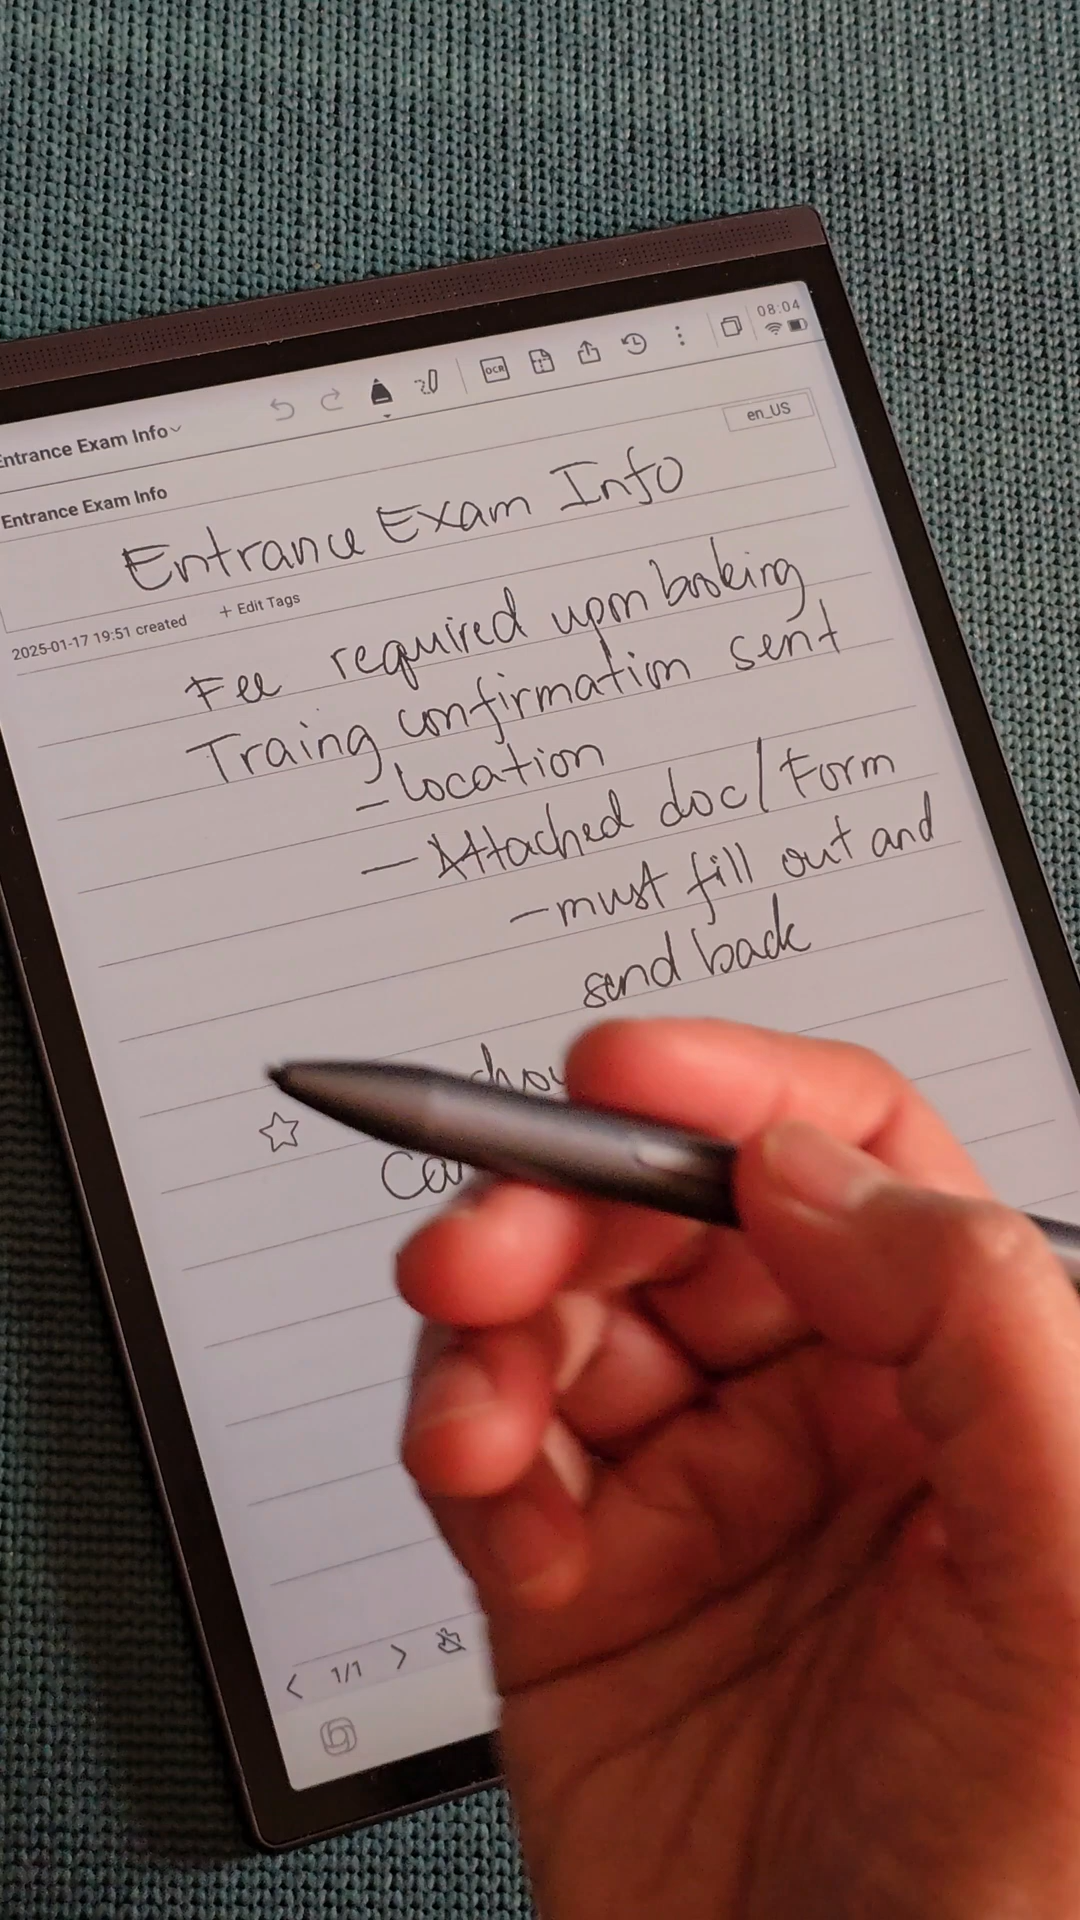 08:04
OCR
Entrance Exam Info
en_US
Entrance Exam Info
Entrance Exam Info
2025-01-17 19:51 created + Edit Tags
Fee required upon booking
Traing confirmation sent
- location
- Attached doc/Form
- must fill out and
send back
1/1